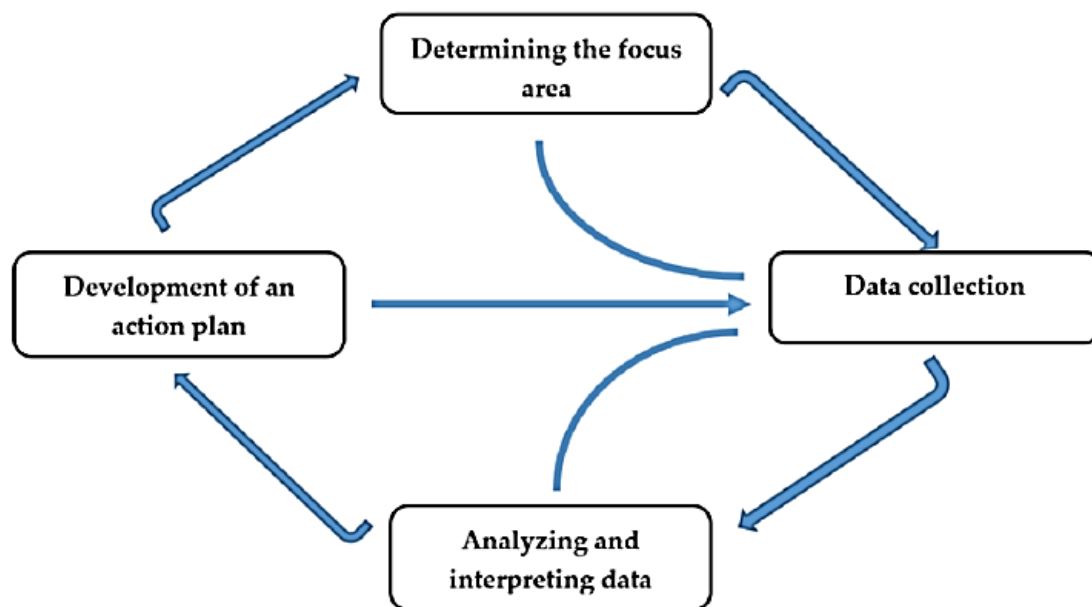 Determining the focus
area
Development of an
action plan
Data collection
Analyzing and
interpreting data